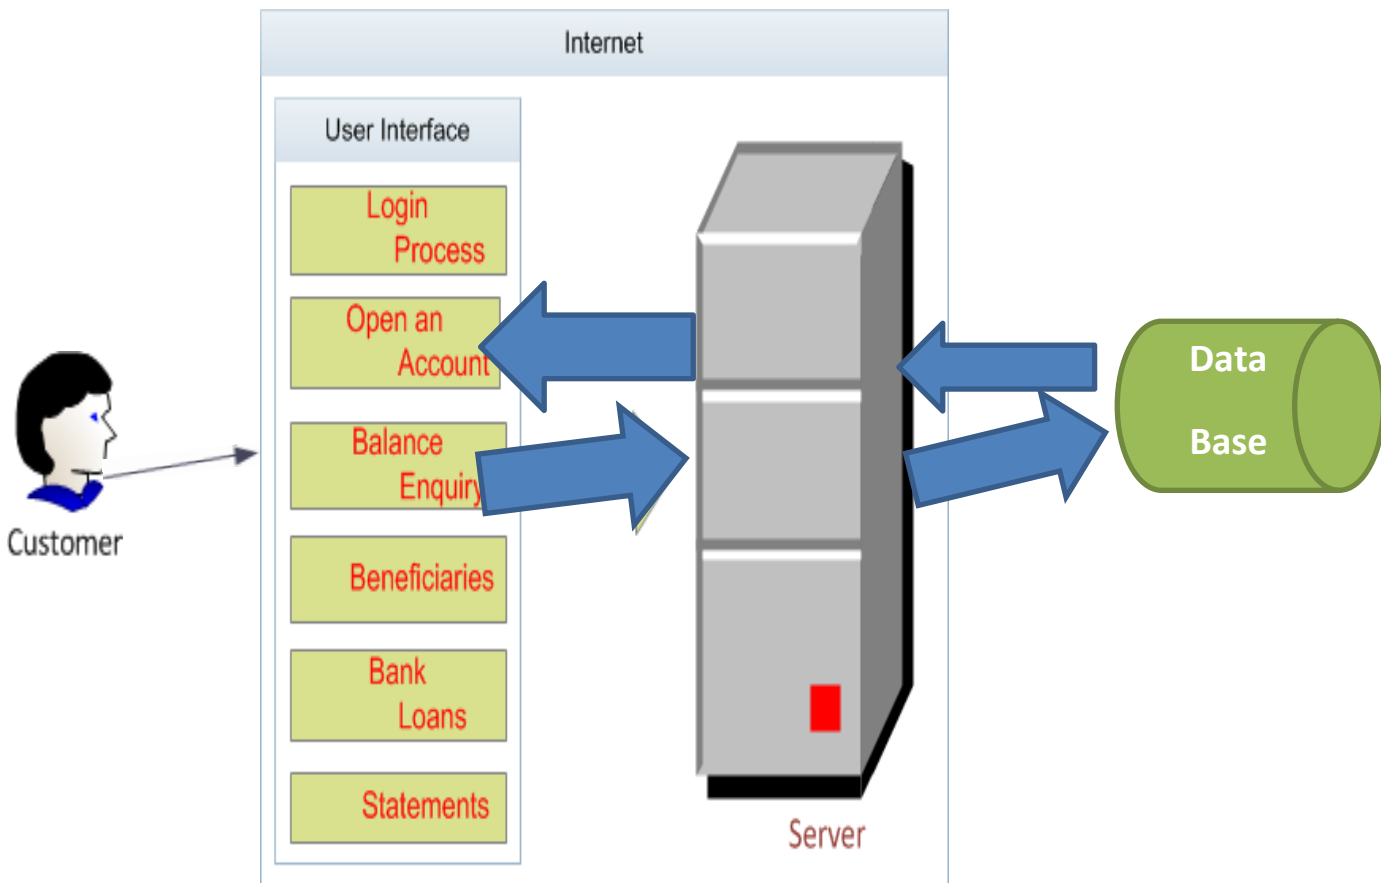 Internet
User Interface
Login
Process
Open an
Account
Balance
Enquiry
Beneficiaries
Bank
Loans
Statements
Customer
Server
Data
Base